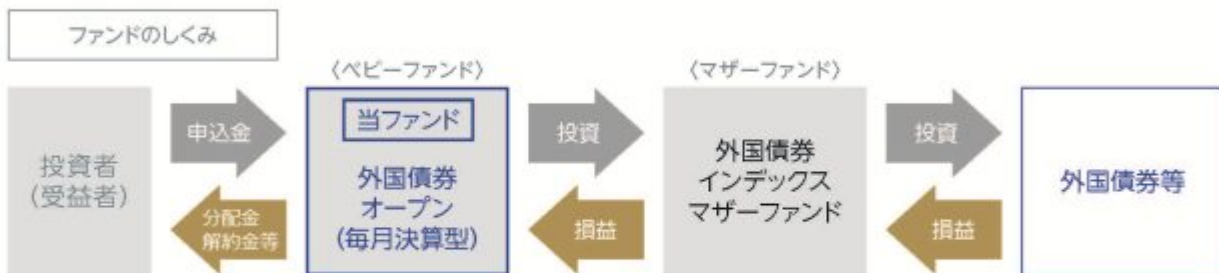 ファンドのしくみ
〈ベビーファンド〉
〈マザーファンド〉
投資者
(受益者)
申込金
分配金
解約金等
当ファンド
外国債券
オープン
(毎月決算型)
投資
損益
外国債券
インデックス
マザーファンド
投資
損益
外国債券等